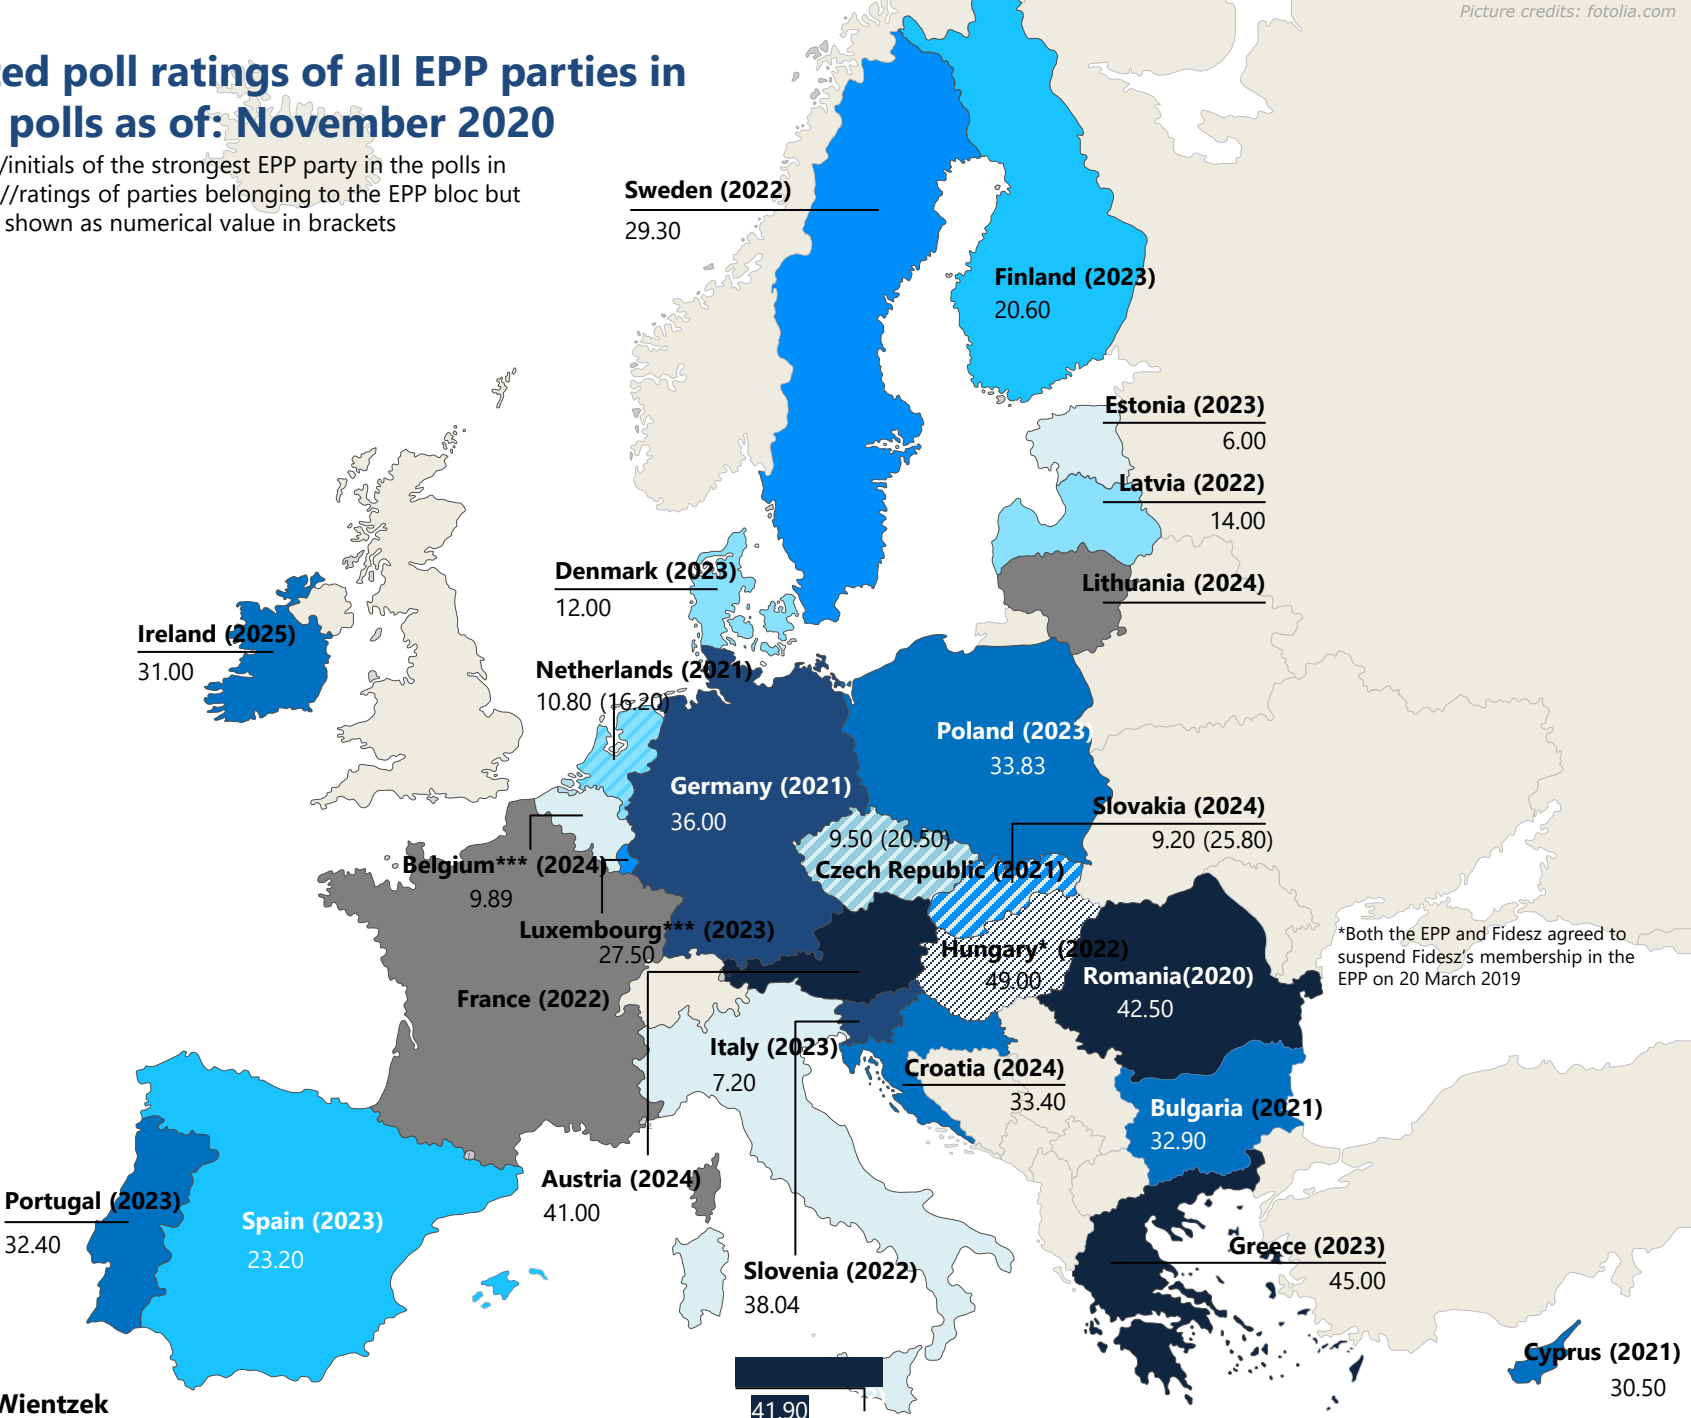 Picture credits: fotolia.com
ed poll ratings of all EPP parties in
polls as of: November 2020
/initials of the strongest EPP party in the polls in
//ratings of parties belonging to the EPP bloc but
shown as numerical value in brackets
Sweden (2022)
29.30
Finland (2023)
20.60
Estonia (2023)
6.00
Latvia (2022)
14.00
Denmark (2023)
12.00
Lithuania (2024)
Ireland (2025)
31.00
Netherlands (2021)
10.80 (16.20)
Poland (2023)
33.83
Germany (2021)
36.00
Slovakia (2024)
9.20 (25.80)
9.50 (20.50)
Czech Republic (2021)
Belgium*** (2024)
9.89
Luxembourg*** (2023)
27.50
Hungary* (2022)
49.00
*Both the EPP and Fidesz agreed to
suspend Fidesz's membership in the
EPP on 20 March 2019
Romania(2020)
42.50
France (2022)
Italy (2023)
7.20
Croatia (2024)
33.40
Bulgaria (2021)
32.90
Austria (2024)
41.00
Portugal (2023)
32.40
Spain (2023)
23.20
Greece (2023)
45.00
Slovenia (2022)
38.04
Cyprus (2021)
30.50
41.90
Wientzek